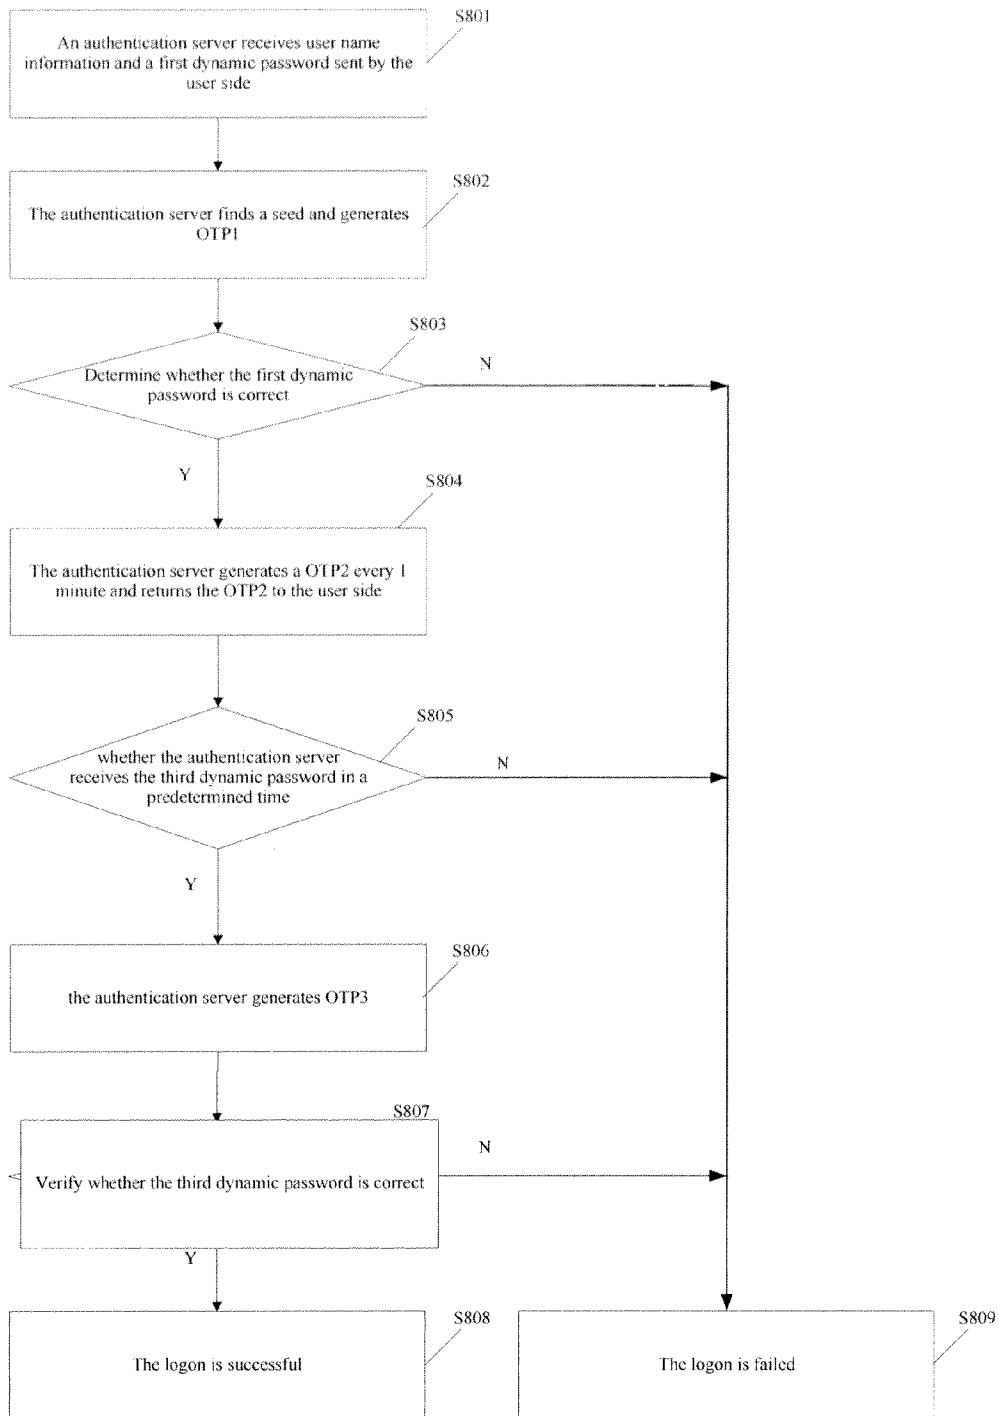 S801
An authentication server receives user name
information and a first dynamic password sent by the
user side
S802
The authentication server finds a seed and generates
OTP1
S803
N
Determine whether the first dynamic
password is correct
Y
S804
The authentication server generates a OTP2 every 1
minute and returns the OTP2 to the user side
S805
whether the authentication server
receives the third dynamic password in a
predetermined time
N
Y
S806
the authentication server generates OTP3
S807
N
Verify whether the third dynamic password is correct
Y
S808
S809
The logon is successful
The logon is failed